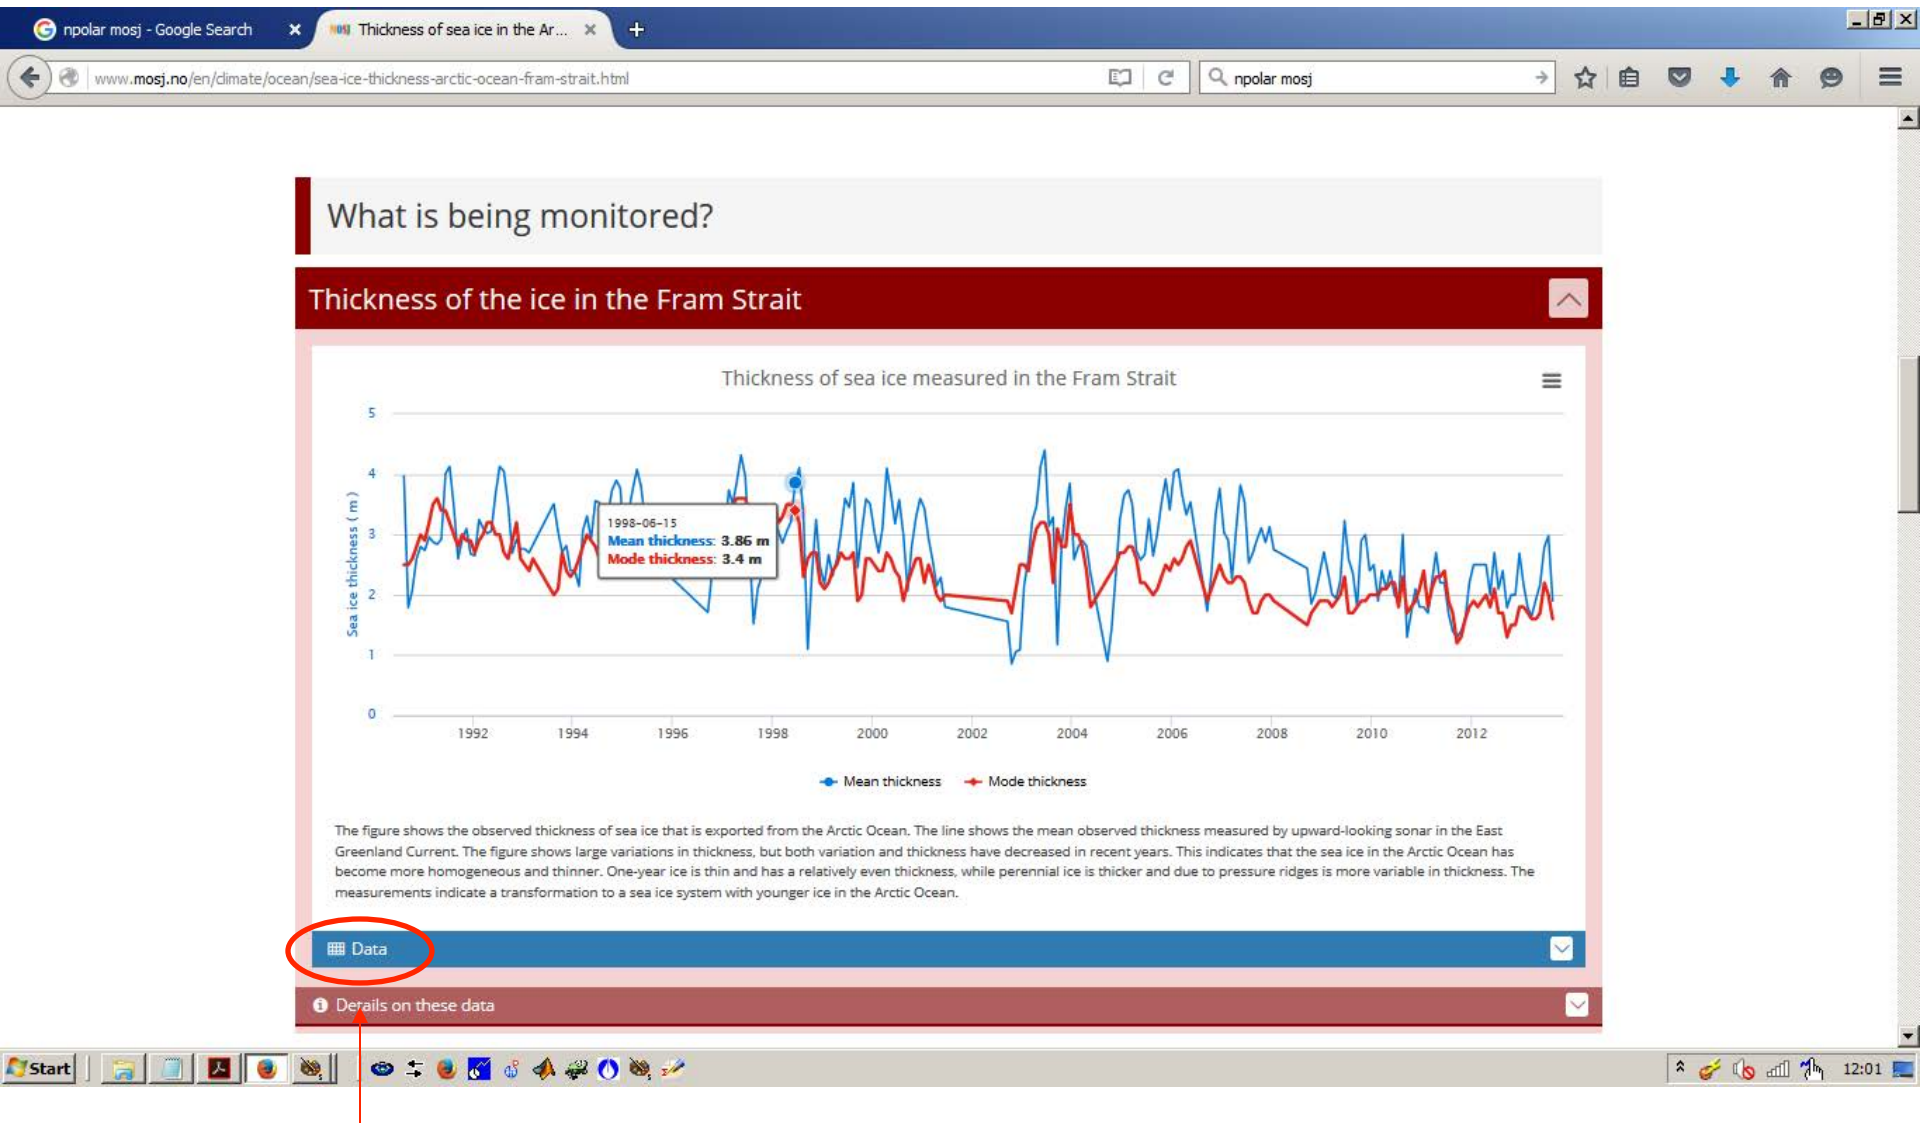 npolar mosj - Google Search
MOSJ Thickness of sea ice in the Ar...
www.mosj.no/en/climate/ocean/sea-ice-thickness-arctic-ocean-fram-strait.html
npolar mosj
What is being monitored?
Thickness of the ice in the Fram Strait
Thickness of sea ice measured in the Fram Strait
5
4
3
2
1
0
Sea ice thickness ( m )
1998-06-15
Mean thickness: 3.86 m
Mode thickness: 3.4 m
1992 1994 1996 1998 2000 2002 2004 2006 2008 2010 2012
Mean thickness Mode thickness
The figure shows the observed thickness of sea ice that is exported from the Arctic Ocean. The line shows the mean observed thickness measured by upward-looking sonar in the East
Greenland Current. The figure shows large variations in thickness, but both variation and thickness have decreased in recent years. This indicates that the sea ice in the Arctic Ocean has
become more homogeneous and thinner. One-year ice is thin and has a relatively even thickness, while perennial ice is thicker and due to pressure ridges is more variable in thickness. The
measurements indicate a transformation to a sea ice system with younger ice in the Arctic Ocean.
Data
Details on these data
Start
12:01